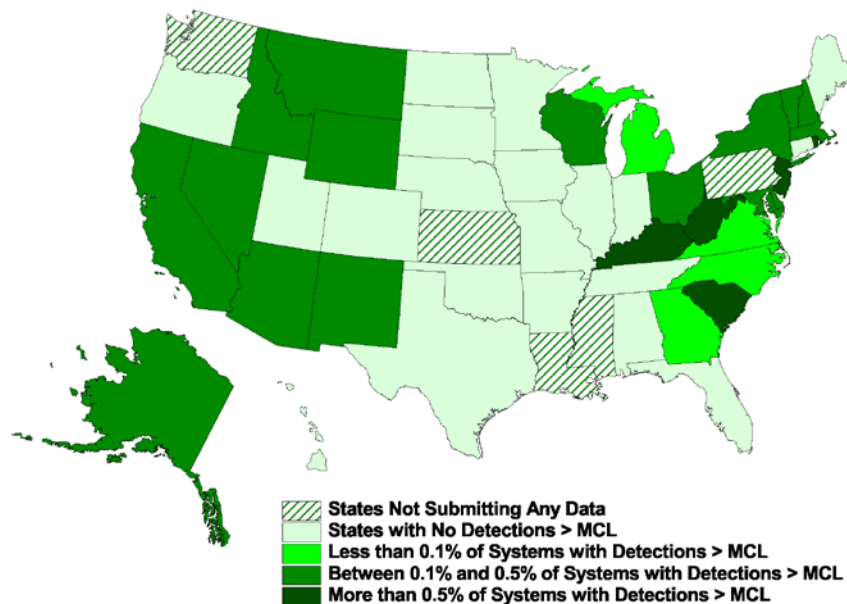 States Not Submitting Any Data
States with No Detections > MCL
Less than 0.1% of Systems with Detections > MCL
Between 0.1% and 0.5% of Systems with Detections > MCL
More than 0.5% of Systems with Detections > MCL